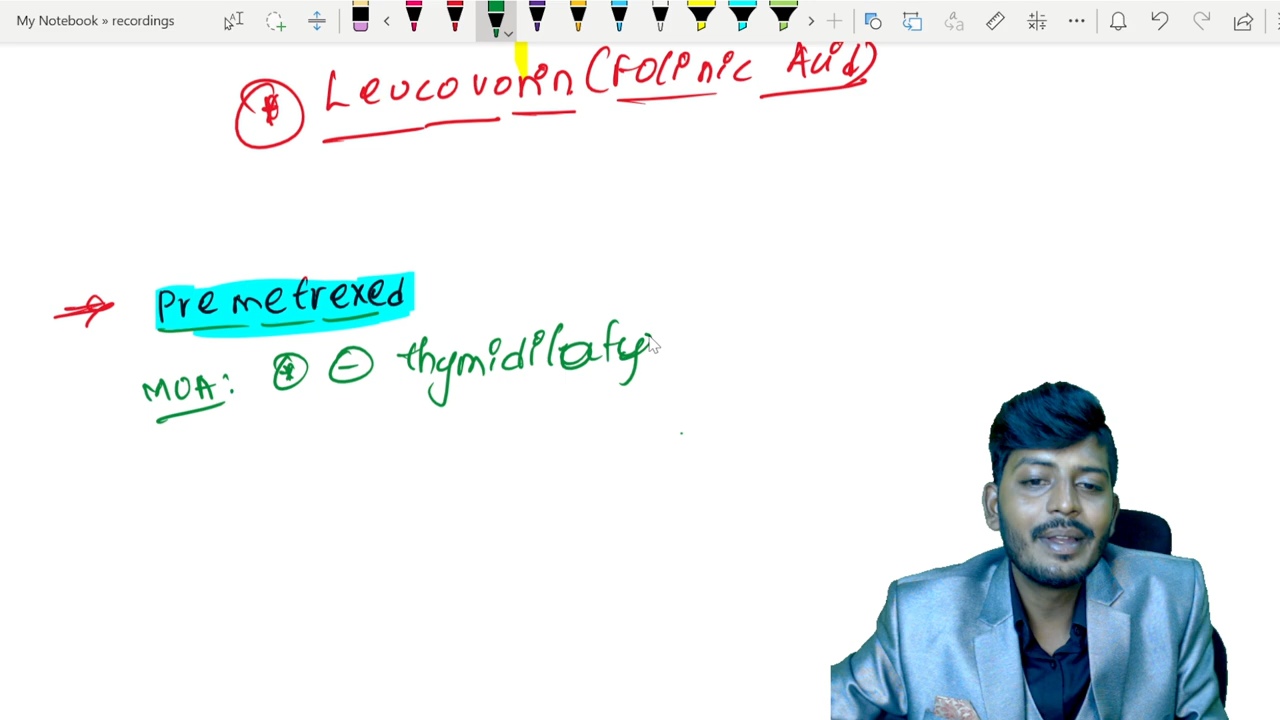 My Notebook » recordings
Leucovorin (Folinic Acid)
Premetrexed
MOA: ⊖ thymidilaty